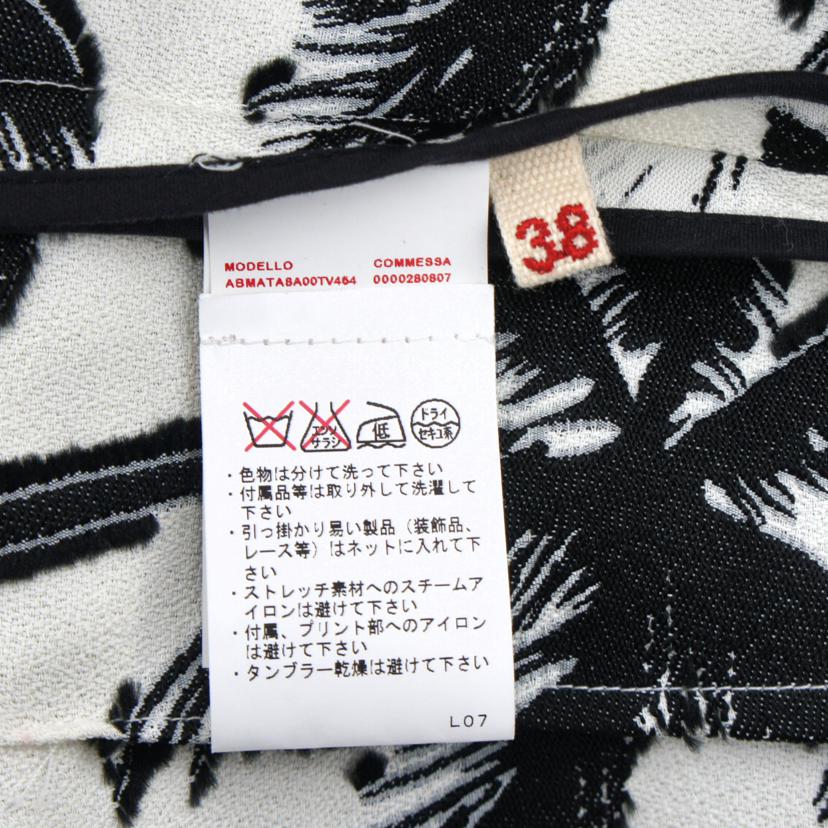 38
MODELLO COMMESSA
ABMATA8A00TV454 0000280807
エンソ
サラシ
低
ドライ
セキユ系
・色物は分けて洗って下さい
・付属品等は取り外して洗濯して
下さい
・引っ掛かり易い製品（装飾品、
レース等）はネットに入れて下
さい
・ストレッチ素材へのスチームア
イロンは避けて下さい
・付属、プリント部へのアイロン
は避けて下さい
・タンブラー乾燥は避けて下さい
L07